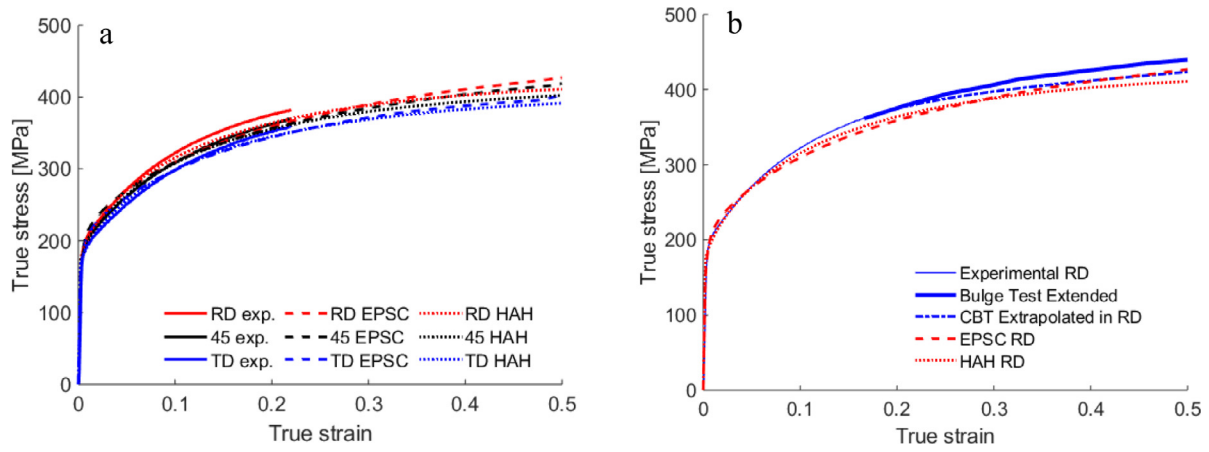 a
500
400
300
200
100
0
True stress [MPa]
RD exp. RD EPSC RD HAH
45 exp. 45 EPSC 45 HAH
TD exp. TD EPSC TD HAH
0 0.1 0.2 0.3 0.4 0.5
True strain
b
500
400
300
200
100
0
True stress [MPa]
Experimental RD
Bulge Test Extended
CBT Extrapolated in RD
EPSC RD
HAH RD
0 0.1 0.2 0.3 0.4 0.5
True strain